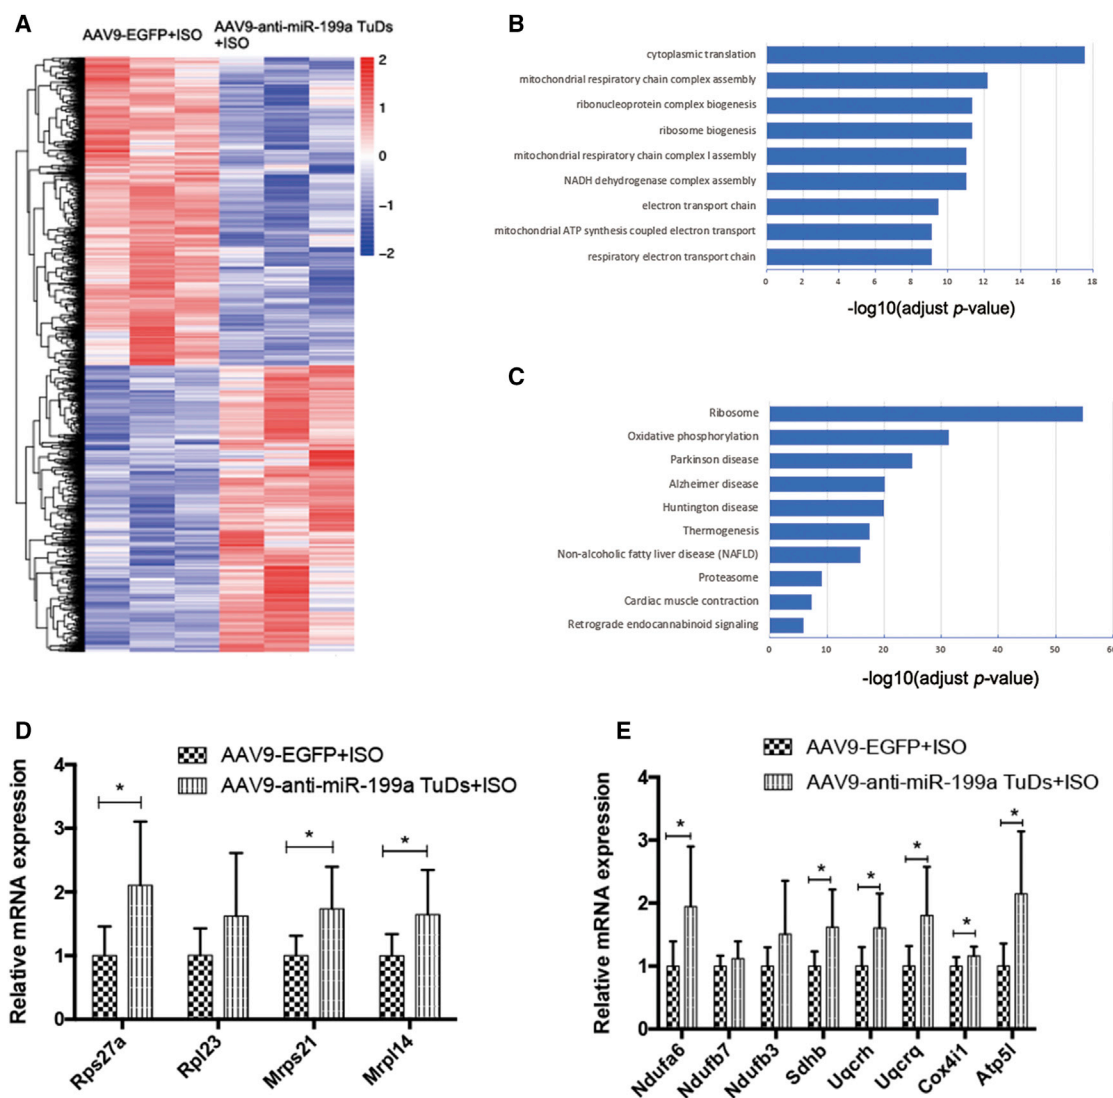 A
AAV9-EGFP+ISO
AAV9-anti-miR-199a TuDs
+ISO
2
1
0
−1
−2
B
cytoplasmic translation
mitochondrial respiratory chain complex assembly
ribonucleoprotein complex biogenesis
ribosome biogenesis
mitochondrial respiratory chain complex I assembly
NADH dehydrogenase complex assembly
electron transport chain
mitochondrial ATP synthesis coupled electron transport
respiratory electron transport chain
0 2 4 6 8 10 12 14 16 18
-log10(adjust p-value)
C
Ribosome
Oxidative phosphorylation
Parkinson disease
Alzheimer disease
Huntington disease
Thermogenesis
Non-alcoholic fatty liver disease (NAFLD)
Proteasome
Cardiac muscle contraction
Retrograde endocannabinoid signaling
0 10 20 30 40 50 60
-log10(adjust p-value)
D
AAV9-EGFP+ISO
AAV9-anti-miR-199a TuDs+ISO
Relative mRNA expression
4
3
2
1
0
* * *
Rps27a Rpl23 Mrps21 Mrpl14
E
AAV9-EGFP+ISO
AAV9-anti-miR-199a TuDs+ISO
Relative mRNA expression
4
3
2
1
0
* * * * * *
Ndufa6 Ndufb7 Ndufb3 Sdhb Uqcrh Uqcrq Cox4i1 Atp5l